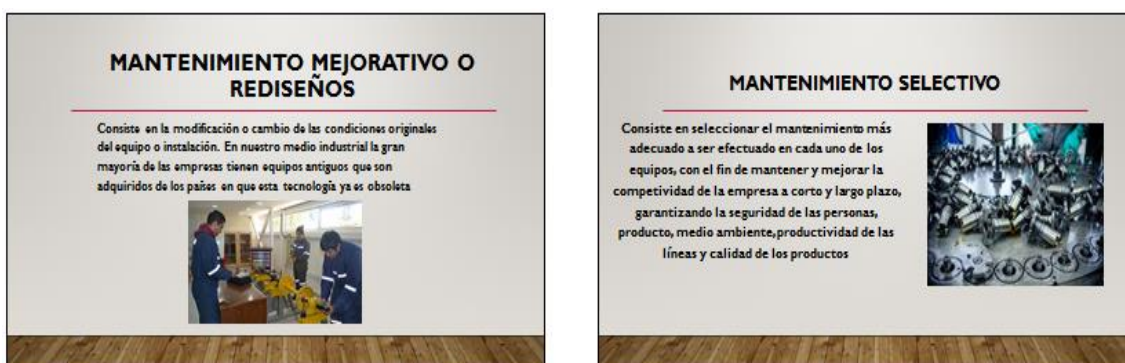 MANTENIMIENTO MEJORATIVO O
REDISEÑOS
Consiste en la modificación o cambio de las condiciones originales
del equipo o instalación. En nuestro medio industrial la gran
mayoría de las empresas tienen equipos antiguos que son
adquiridos de los países en que esta tecnología ya es obsoleta
MANTENIMIENTO SELECTIVO
Consiste en seleccionar el mantenimiento más
adecuado a ser efectuado en cada uno de los
equipos, con el fin de mantener y mejorar la
competividad de la empresa a corto y largo plazo,
garantizando la seguridad de las personas,
producto, medio ambiente,productividad de las
líneas y calidad de los productos